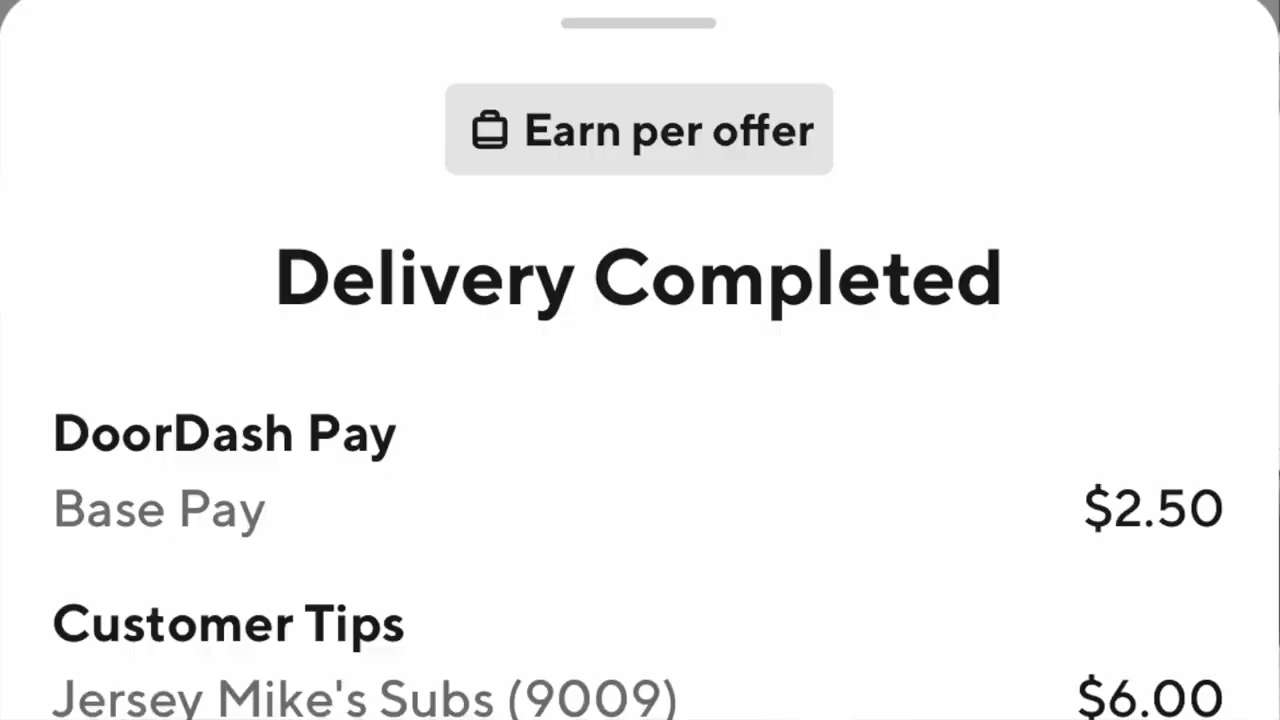 Earn per offer
Delivery Completed
DoorDash Pay
Base Pay $2.50
Customer Tips
Jersey Mike's Subs (9009) $6.00